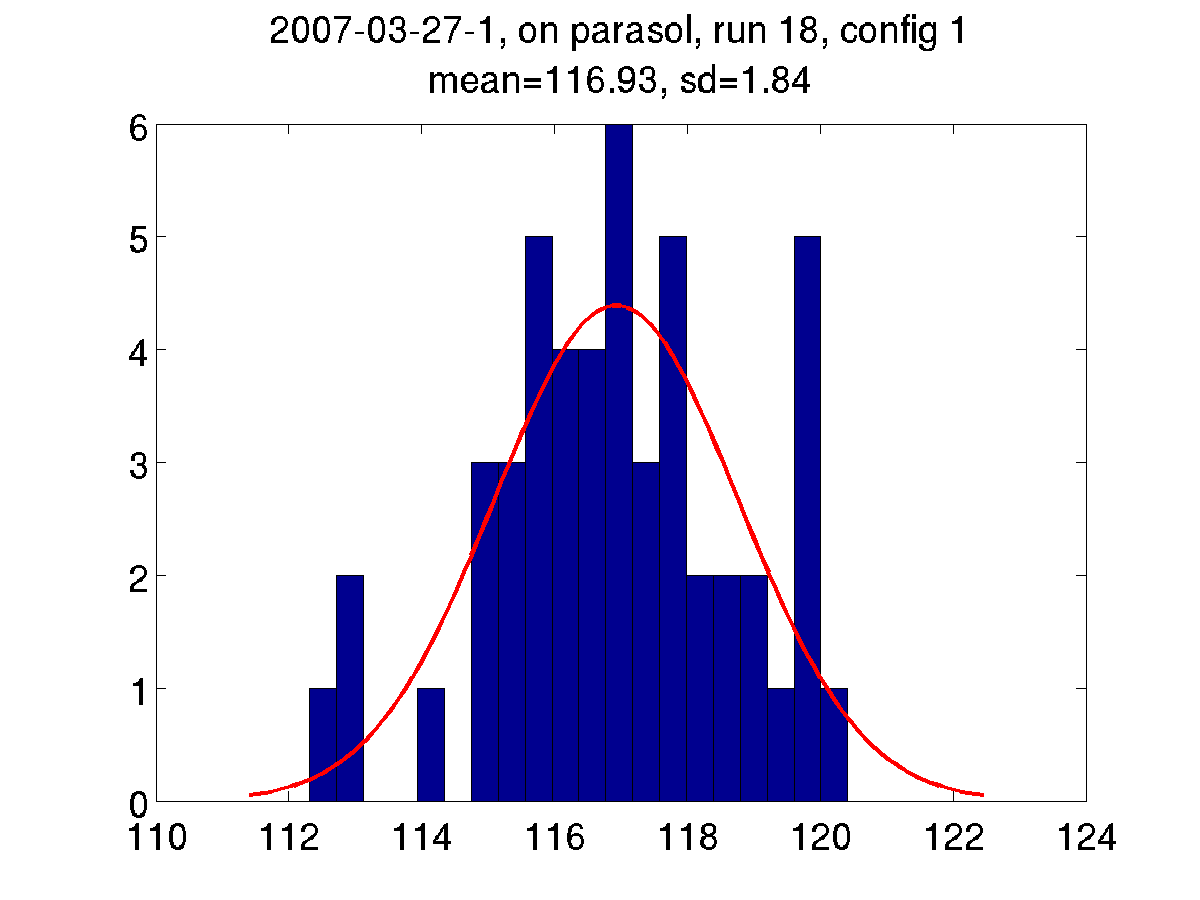 2007-03-27-1, on parasol, run 18, config 1
mean=116.93, sd=1.84
6
5
4
3
2
1
0
110 112 114 116 118 120 122 124